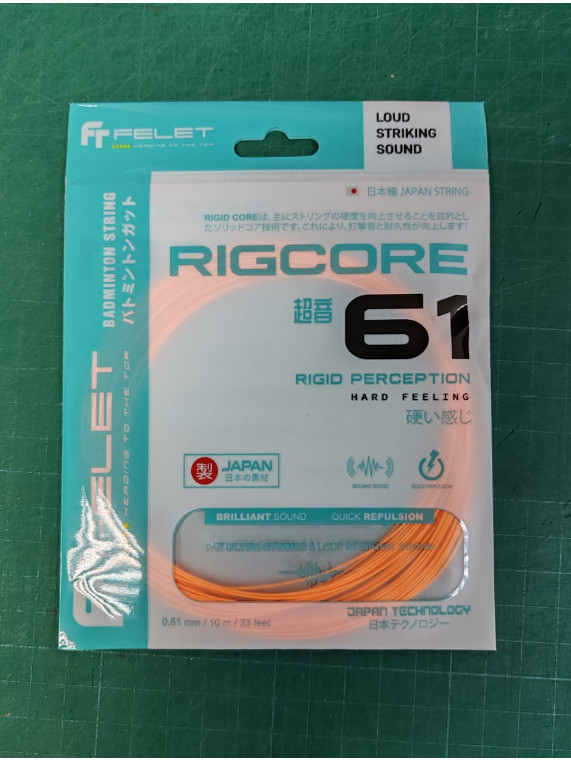 FELET
HEADING TO THE TOP
LOUD
STRIKING
SOUND
日本線 JAPAN STRING
RIGID COREは、主にストリングの硬度を向上させることを目的とし
たソリッドコア技術です。これにより、打撃音と耐久性が向上します!
RIGCORE
超音 61
RIGID PERCEPTION
HARD FEELING
硬い感じ
BADMINTON STRING
バトミントンガット
FELET
HEADING TO THE TOP
製 JAPAN
日本の素材
BRILLIANT SOUND
QUICK REPULSION
BRILLIANT SOUND QUICK REPULSION
0.61 mm / 10 m / 33 feet
JAPAN TECHNOLOGY
日本テクノロジー